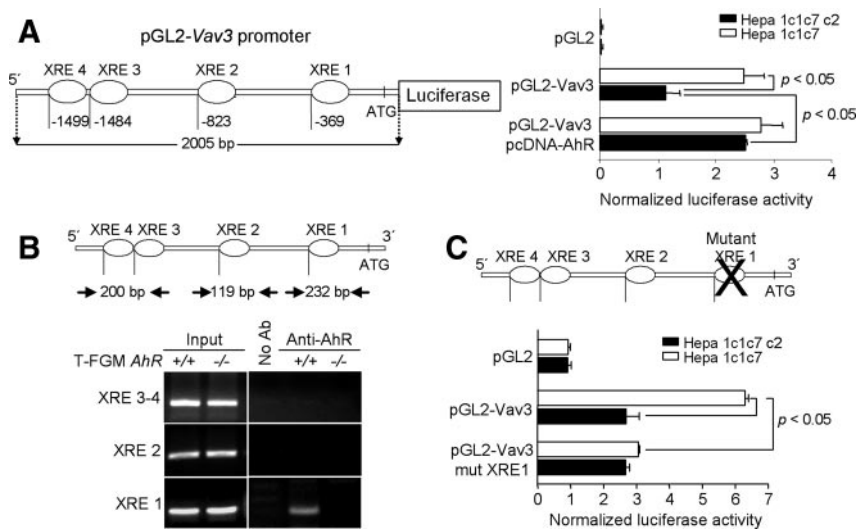 A
pGL2-Vav3 promoter
5´
XRE 4 XRE 3 XRE 2 XRE 1
ATG
Luciferase
-1499 -1484 -823 -369
2005 bp
Hepa 1c1c7 c2
Hepa 1c1c7
pGL2
pGL2-Vav3
p < 0.05
pGL2-Vav3
pcDNA-AhR
p < 0.05
0 1 2 3 4
Normalized luciferase activity
B
5´ XRE 4 XRE 3 XRE 2 XRE 1 3´
ATG
200 bp 119 bp 232 bp
Input No Ab Anti-AhR
T-FGM AhR +/+ -/- +/+ -/-
XRE 3-4
XRE 2
XRE 1
C
Mutant
5´ XRE 4 XRE 3 XRE 2 XRE 1 3´
ATG
Hepa 1c1c7 c2
Hepa 1c1c7
pGL2
pGL2-Vav3
p < 0.05
pGL2-Vav3
mut XRE1
0 1 2 3 4 5 6 7
Normalized luciferase activity